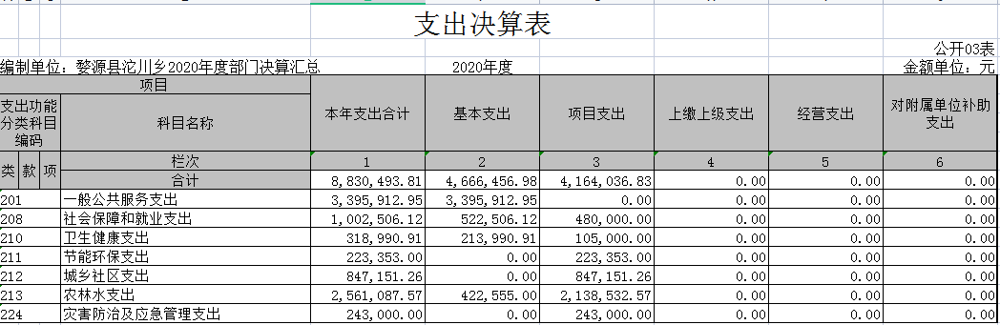 支出决算表
公开03表
编制单位：婺源县沱川乡2020年度部门决算汇总 2020年度 金额单位：元
项目 本年支出合计 基本支出 项目支出 上缴上级支出 经营支出 对附属单位补助支出
支出功能分类科目编码 科目名称
类 款 项 栏次 1 2 3 4 5 6
合计 8,830,493.81 4,666,456.98 4,164,036.83 0.00 0.00 0.00
201 一般公共服务支出 3,395,912.95 3,395,912.95 0.00 0.00 0.00 0.00
208 社会保障和就业支出 1,002,506.12 522,506.12 480,000.00 0.00 0.00 0.00
210 卫生健康支出 318,990.91 213,990.91 105,000.00 0.00 0.00 0.00
211 节能环保支出 223,353.00 0.00 223,353.00 0.00 0.00 0.00
212 城乡社区支出 847,151.26 0.00 847,151.26 0.00 0.00 0.00
213 农林水支出 2,561,087.57 422,555.00 2,138,532.57 0.00 0.00 0.00
224 灾害防治及应急管理支出 243,000.00 0.00 243,000.00 0.00 0.00 0.00